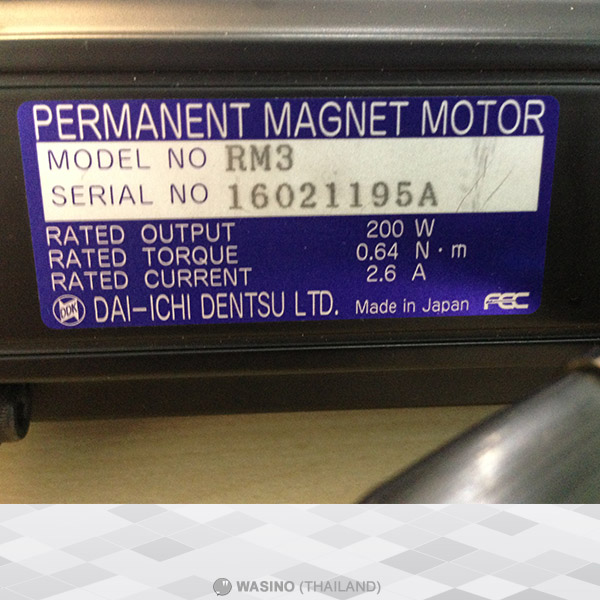 PERMANENT MAGNET MOTOR
MODEL NO RM3
SERIAL NO 16021195A
RATED OUTPUT 200 W
RATED TORQUE 0.64 N・m
RATED CURRENT 2.6 A
DDK DAI-ICHI DENTSU LTD. Made in Japan FEC
WASINO (THAILAND)